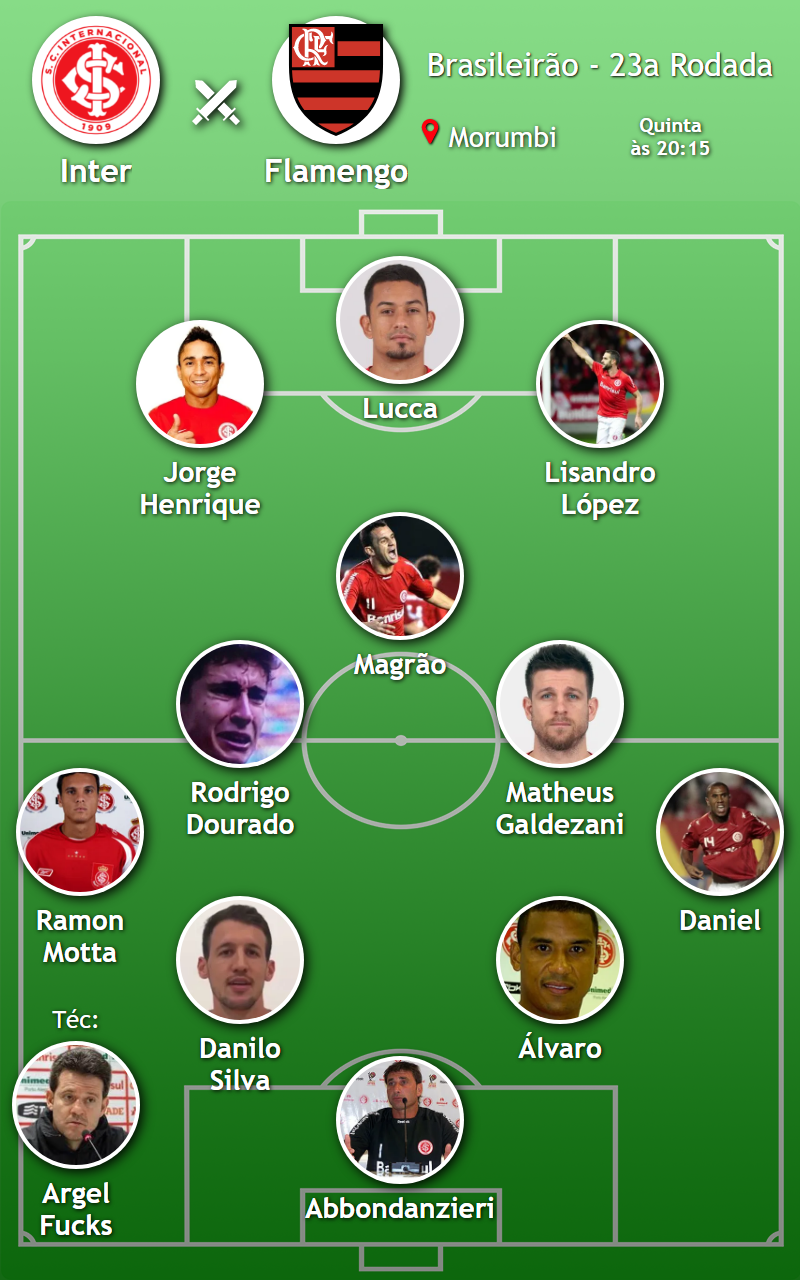 S.C. INTERNACIONAL
1909
CRF
Inter
Flamengo
Brasileirão - 23a Rodada
Morumbi
Quinta
às 20:15
Lucca
Jorge
Henrique
Lisandro
López
Magrão
Rodrigo
Dourado
Matheus
Galdezani
Ramon
Motta
14
Daniel
Danilo
Silva
Álvaro
Téc:
Argel
Fucks
Abbondanzieri